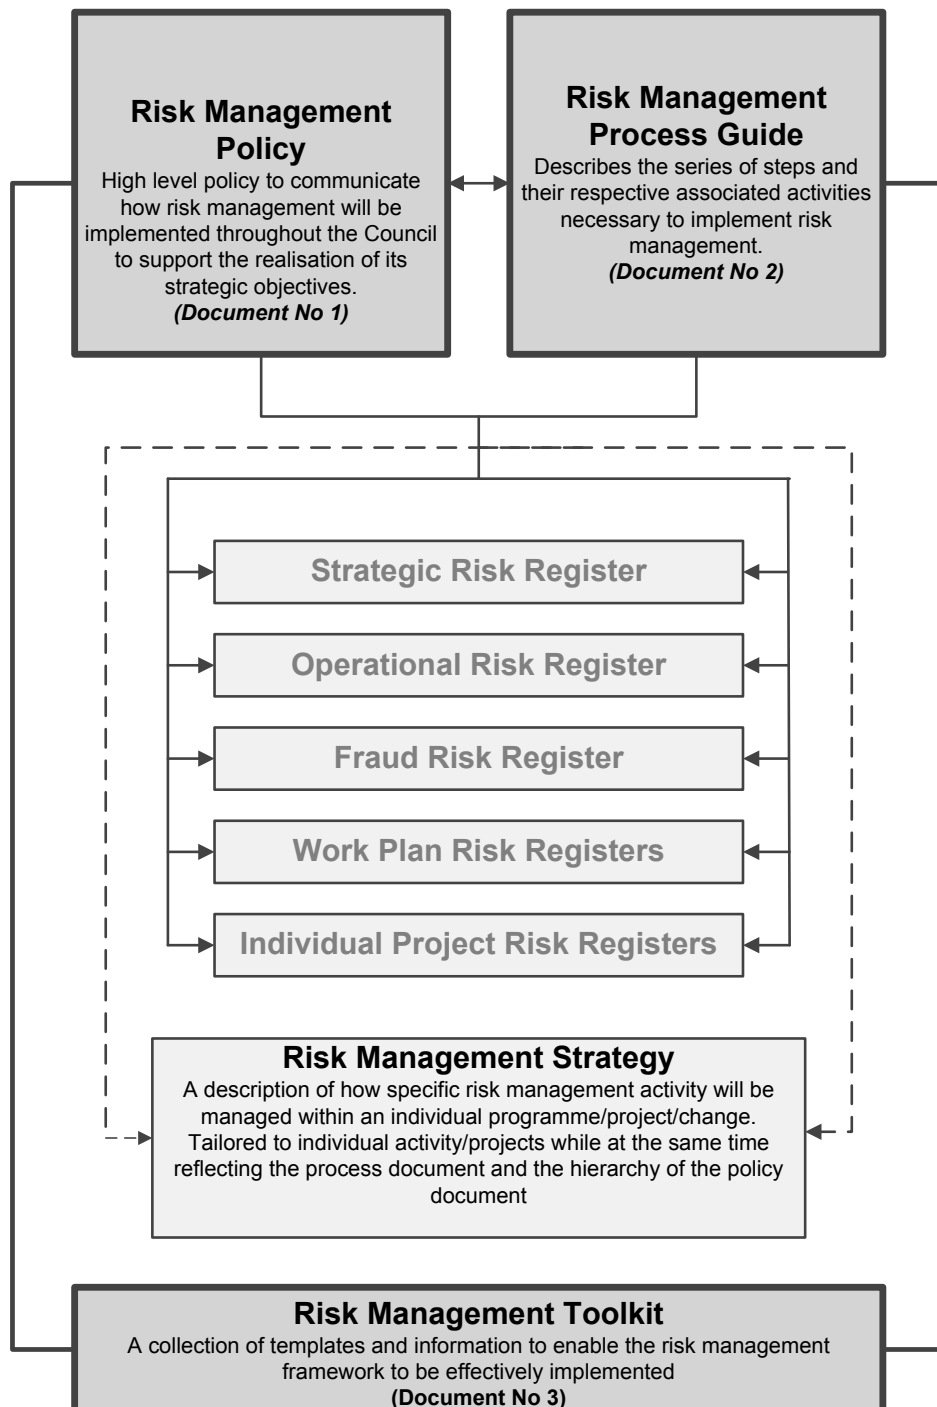 Risk Management
Policy
High level policy to communicate
how risk management will be
implemented throughout the Council
to support the realisation of its
strategic objectives.
(Document No 1)
Risk Management
Process Guide
Describes the series of steps and
their respective associated activities
necessary to implement risk
management.
(Document No 2)
Strategic Risk Register
Operational Risk Register
Fraud Risk Register
Work Plan Risk Registers
Individual Project Risk Registers
Risk Management Strategy
A description of how specific risk management activity will be
managed within an individual programme/project/change.
Tailored to individual activity/projects while at the same time
reflecting the process document and the hierarchy of the policy
document
Risk Management Toolkit
A collection of templates and information to enable the risk management
framework to be effectively implemented
(Document No 3)